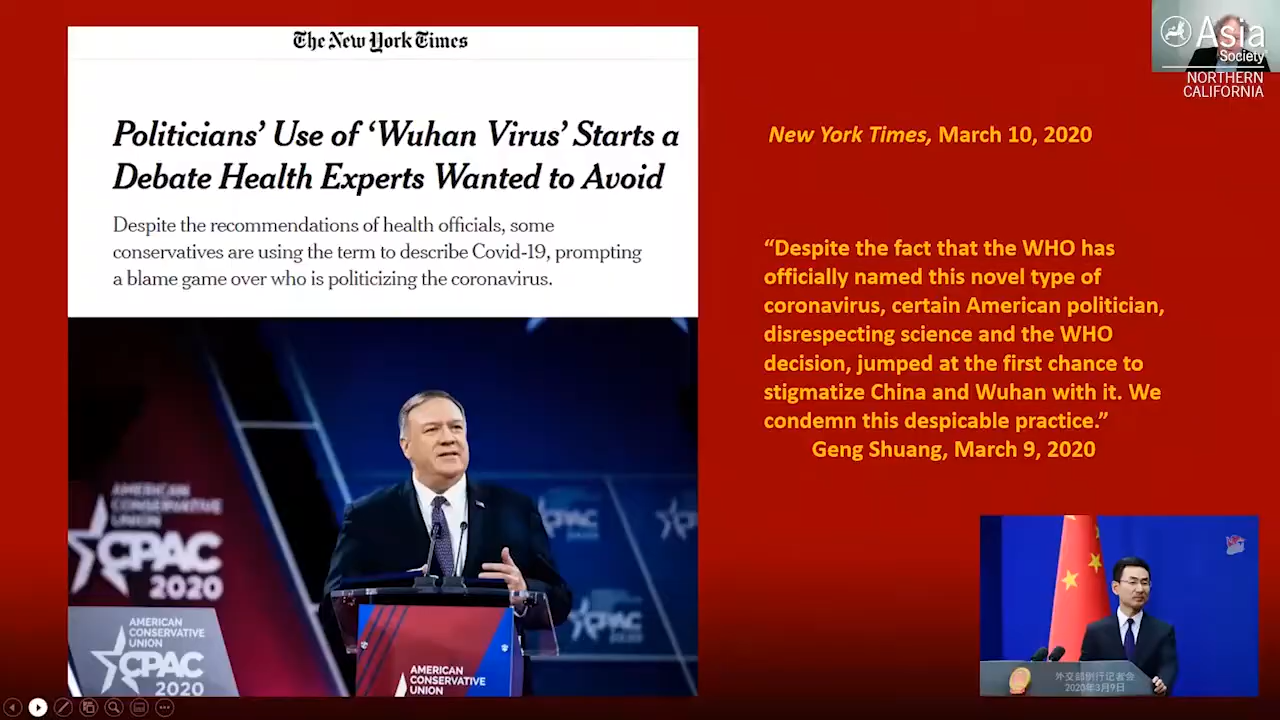 The New York Times
Politicians' Use of 'Wuhan Virus' Starts a
Debate Health Experts Wanted to Avoid
Despite the recommendations of health officials, some
conservatives are using the term to describe Covid-19, prompting
a blame game over who is politicizing the coronavirus.
AMERICAN
CONSERVATIVE
UNION
CPAC
2020
AMERICAN
CONSERVATIVE UNION
CPAC
2020
AMERICAN
CONSERVATIVE
UNION
CPAC
2020
CPAC
Asia
Society
NORTHERN
CALIFORNIA
New York Times, March 10, 2020
“Despite the fact that the WHO has
officially named this novel type of
coronavirus, certain American politician,
disrespecting science and the WHO
decision, jumped at the first chance to
stigmatize China and Wuhan with it. We
condemn this despicable practice.”
Geng Shuang, March 9, 2020
外交部例行记者会
2020年3月9日